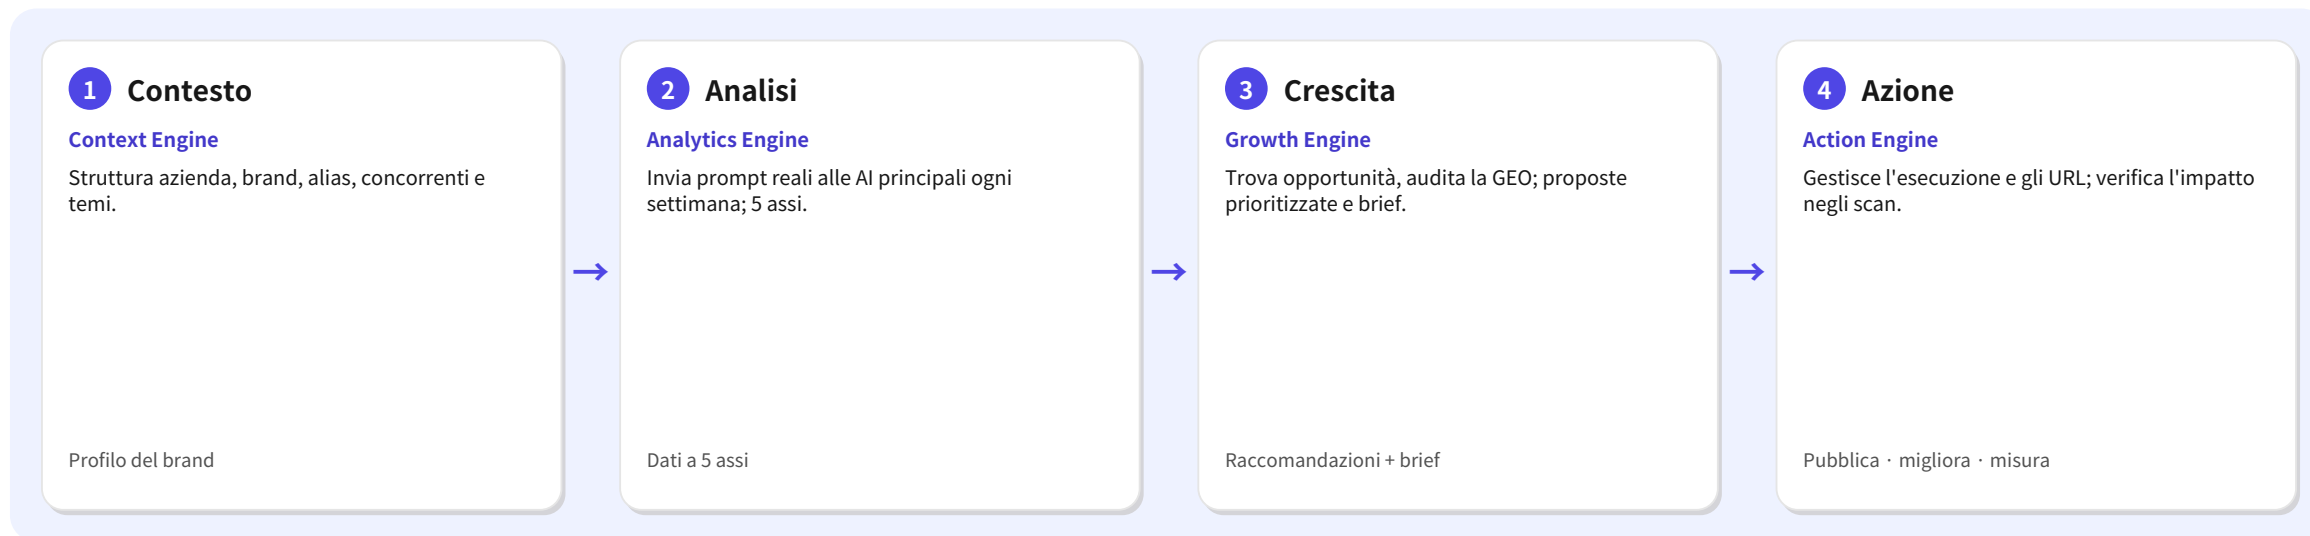 1 Contesto
Context Engine
Struttura azienda, brand, alias, concorrenti e
temi.
Profilo del brand
→
2 Analisi
Analytics Engine
Invia prompt reali alle AI principali ogni
settimana; 5 assi.
Dati a 5 assi
→
3 Crescita
Growth Engine
Trova opportunità, audita la GEO; proposte
prioritizzate e brief.
Raccomandazioni + brief
→
4 Azione
Action Engine
Gestisce l'esecuzione e gli URL; verifica l'impatto
negli scan.
Pubblica · migliora · misura